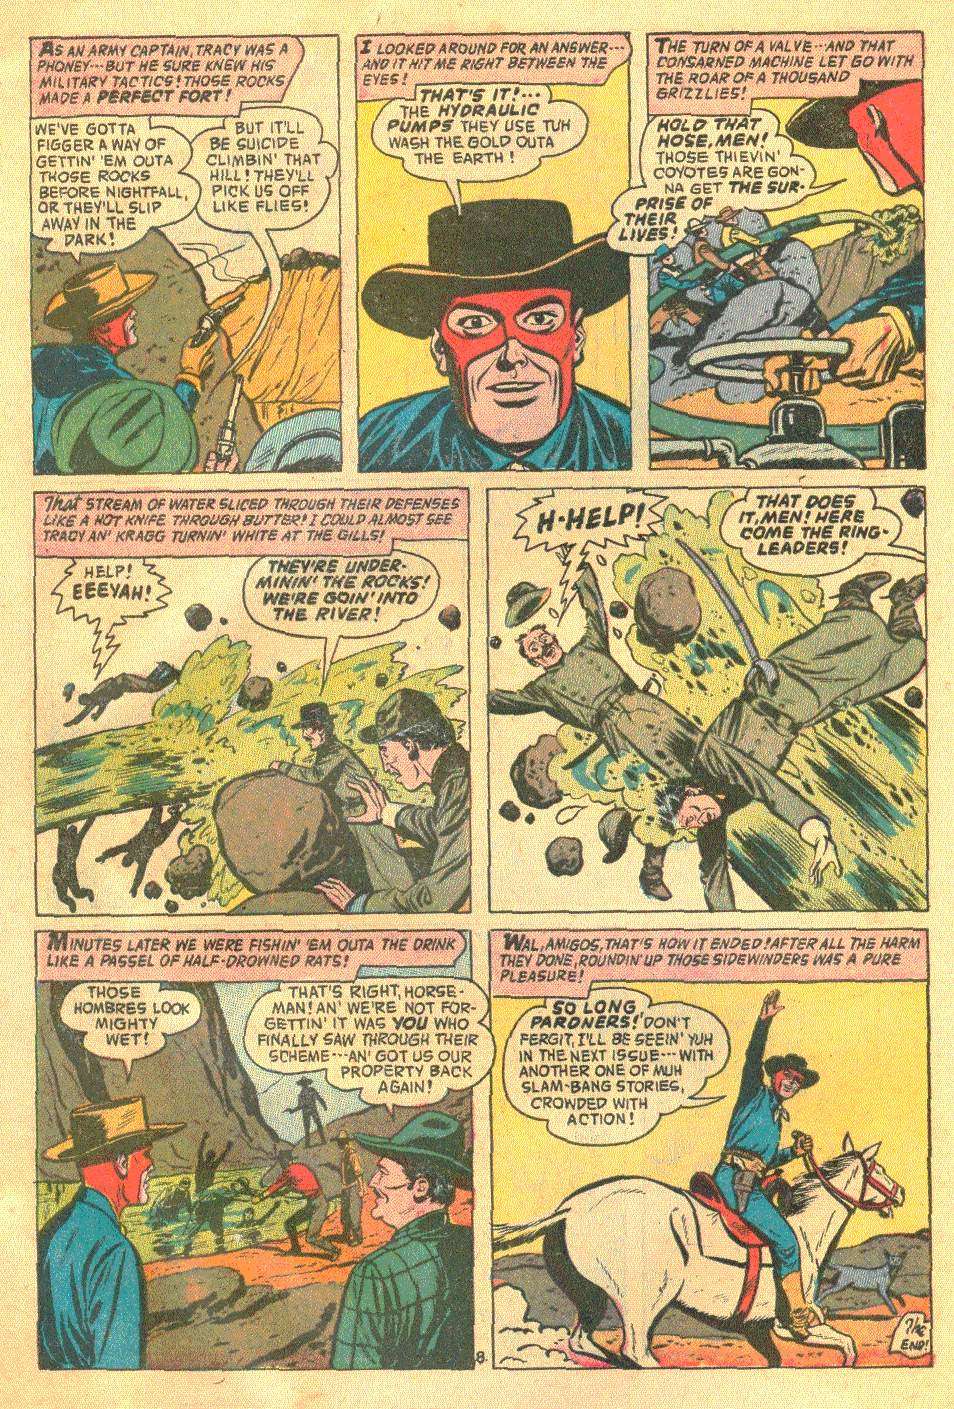 AS AN ARMY CAPTAIN, TRACY WAS A
PHONEY---BUT HE SURE KNEW HIS
MILITARY TACTICS! THOSE ROCKS
MADE A PERFECT FORT!
WE'VE GOTTA
FIGGER A WAY OF
GETTIN' 'EM OUTA
THOSE ROCKS
BEFORE NIGHTFALL,
OR THEY'LL SLIP
AWAY IN THE
DARK!
BUT IT'LL
BE SUICIDE
CLIMBIN' THAT
HILL! THEY'LL
PICK US OFF
LIKE FLIES!
I LOOKED AROUND FOR AN ANSWER---
AND IT HIT ME RIGHT BETWEEN THE
EYES!
THAT'S IT!---
THE HYDRAULIC
PUMPS THEY USE TUH
WASH THE GOLD OUTA
THE EARTH!
THE TURN OF A VALVE---AND THAT
CONSARNED MACHINE LET GO WITH
THE ROAR OF A THOUSAND
GRIZZLIES!
HOLD THAT
HOSE, MEN!
THOSE THIEVIN'
COYOTES ARE GON-
NA GET THE SUR-
PRISE OF
THEIR
LIVES!
THAT STREAM OF WATER SLICED THROUGH THEIR DEFENSES
LIKE A HOT KNIFE THROUGH BUTTER! I COULD ALMOST SEE
TRACY AN' KRAGG TURNIN' WHITE AT THE GILLS!
HELP!
EEEYAH!
THEY'RE UNDER-
MININ' THE ROCKS!
WE'RE GOIN' INTO
THE RIVER!
H-HELP!
THAT DOES
IT, MEN! HERE
COME THE RING-
LEADERS!
MINUTES LATER WE WERE FISHIN' 'EM OUTA THE DRINK
LIKE A PASSEL OF HALF-DROWNED RATS!
THOSE
HOMBRES LOOK
MIGHTY
WET!
THAT'S RIGHT, HORSE-
MAN! AN' WE'RE NOT FOR-
GETTIN' IT WAS YOU WHO
FINALLY SAW THROUGH THEIR
SCHEME---AN' GOT US OUR
PROPERTY BACK
AGAIN!
WAL, AMIGOS, THAT'S HOW IT ENDED! AFTER ALL THE HARM
THEY DONE, ROUNDIN' UP THOSE SIDEWINDERS WAS A PURE
PLEASURE!
SO LONG,
PARDNERS! DON'T
FERGIT, I'LL BE SEEIN' YUH
IN THE NEXT ISSUE---WITH
ANOTHER ONE OF MUH
SLAM-BANG STORIES,
CROWDED WITH
ACTION!
THE
END!
8